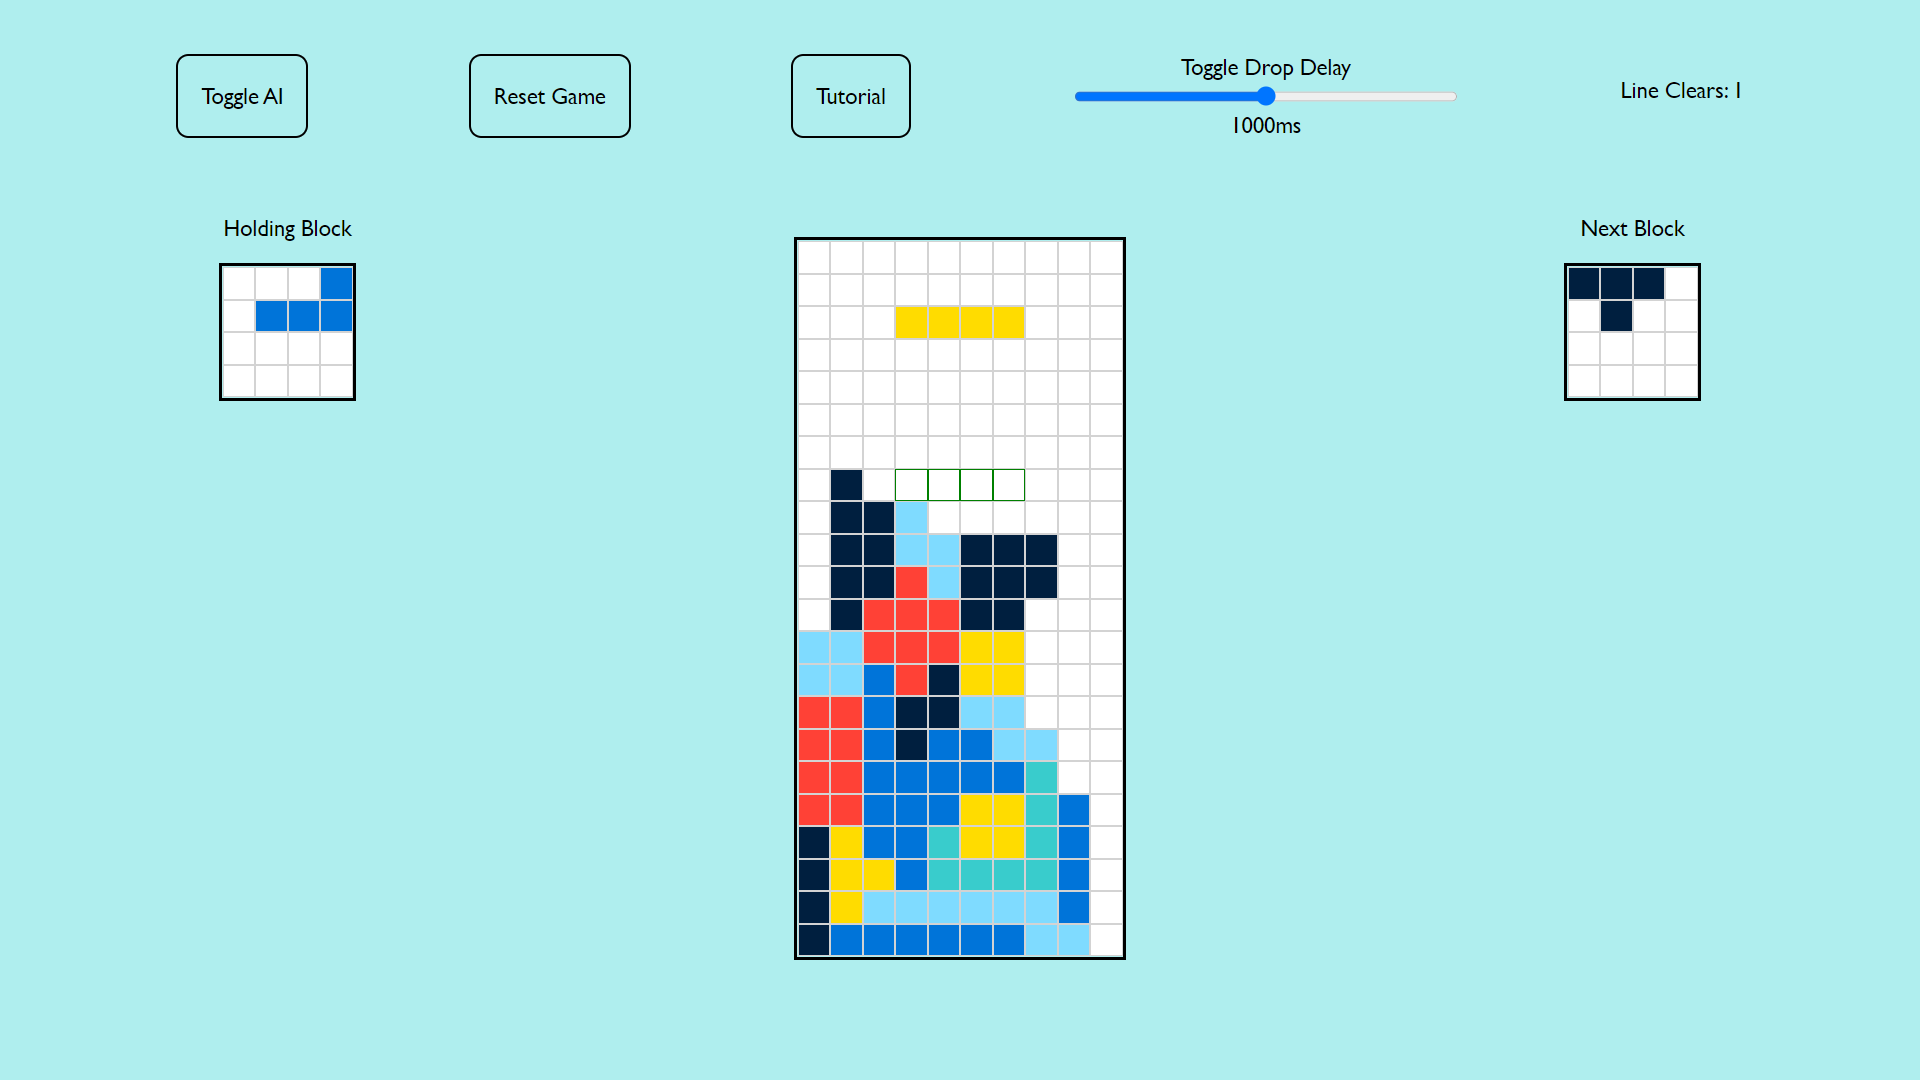 Toggle AI
Reset Game
Tutorial
Toggle Drop Delay
1000ms
Line Clears: 1
Holding Block
Next Block